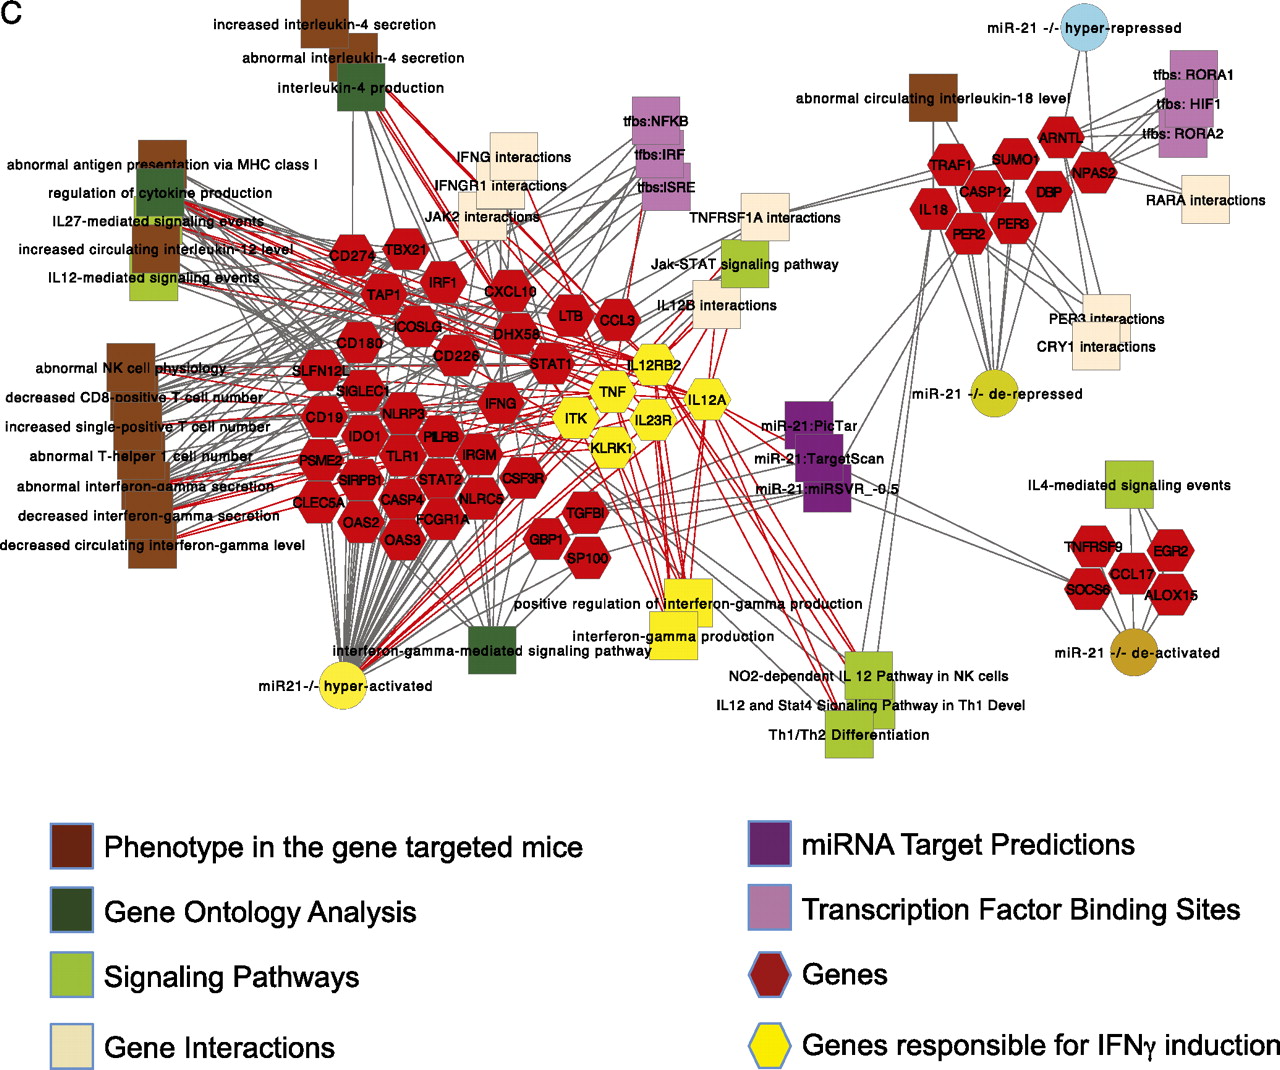 C
increased interleukin-4 secretion
abnormal interleukin-4 secretion
interleukin-4 production
abnormal antigen presentation via MHC class I
regulation of cytokine production
IL27-mediated signaling events
increased circulating interleukin-12 level
IL12-mediated signaling events
IFNG interactions
IFNGR1 interactions
JAK2 interactions
tfbs:NFKB
tfbs:IRF
tfbs:ISRE
TNFRSF1A interactions
Jak-STAT signaling pathway
IL12B interactions
miR-21 -/- hyper-repressed
abnormal circulating interleukin-18 level
tfbs: RORA1
tfbs: HIF1
tfbs: RORA2
RARA interactions
ARNTL
TRAF1
SUMO1
NPAS2
CASP12
DBP
IL18
PER2
PER3
PER3 interactions
CRY1 interactions
miR-21 -/- de-repressed
CD274
TBX21
TAP1
IRF1
CXCL10
ICOSLG
LTB
CCL3
DHX58
CD180
CD226
STAT1
SLFN12L
SIGLEC1
CD19
NLRP3
IFNG
IDO1
PILRB
PSME2
TLR1
IRGM
SIRPB1
STAT2
CSF3R
CLEC5A
CASP4
NLRC5
OAS2
FCGR1A
OAS3
TGFBI
GBP1
SP100
IL12RB2
TNF
IL12A
ITK
IL23R
KLRK1
abnormal NK cell physiology
decreased CD8-positive T cell number
increased single-positive T cell number
abnormal T-helper 1 cell number
abnormal interferon-gamma secretion
decreased interferon-gamma secretion
decreased circulating interferon-gamma level
miR-21:PicTar
miR-21:TargetScan
miR-21:miRSVR_-0.5
IL4-mediated signaling events
TNFRSF9
EGR2
CCL17
SOCS6
ALOX15
miR-21 -/- de-activated
positive regulation of interferon-gamma production
interferon-gamma production
interferon-gamma-mediated signaling pathway
miR21-/- hyper-activated
NO2-dependent IL 12 Pathway in NK cells
IL12 and Stat4 Signaling Pathway in Th1 Devel
Th1/Th2 Differentiation
Phenotype in the gene targeted mice
Gene Ontology Analysis
Signaling Pathways
Gene Interactions
miRNA Target Predictions
Transcription Factor Binding Sites
Genes
Genes responsible for IFNγ induction